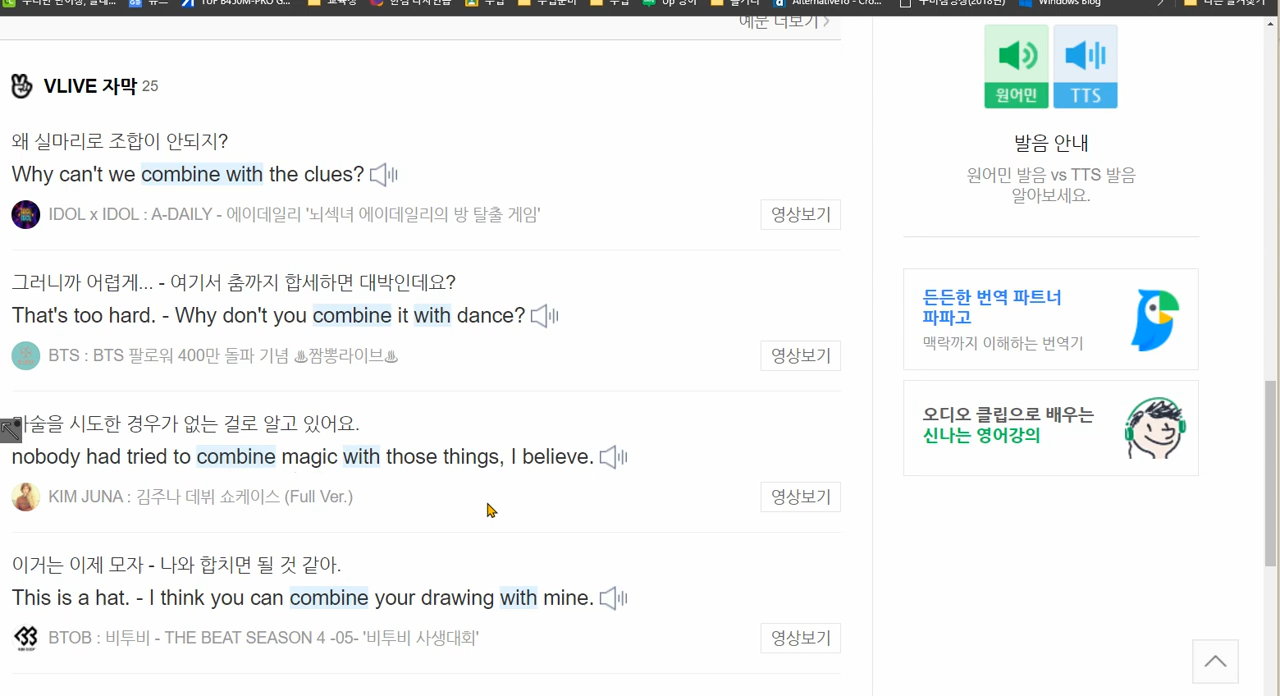 예문 더보기
VLIVE 자막 25
왜 실마리로 조합이 안되지?
Why can't we combine with the clues?
IDOL x IDOL : A-DAILY - 에이데일리 '뇌섹녀 에이데일리의 방 탈출 게임'
영상보기
그러니까 어렵게... - 여기서 춤까지 합세하면 대박인데요?
That's too hard. - Why don't you combine it with dance?
BTS : BTS 팔로워 400만 돌파 기념 ♨짬뽕라이브♨
영상보기
마술을 시도한 경우가 없는 걸로 알고 있어요.
nobody had tried to combine magic with those things, I believe.
KIM JUNA : 김주나 데뷔 쇼케이스 (Full Ver.)
영상보기
이거는 이제 모자 - 나와 합치면 될 것 같아.
This is a hat. - I think you can combine your drawing with mine.
BTOB : 비투비 - THE BEAT SEASON 4 -05- '비투비 사생대회'
영상보기
원어민
TTS
발음 안내
원어민 발음 vs TTS 발음
알아보세요.
든든한 번역 파트너
파파고
맥락까지 이해하는 번역기
오디오 클립으로 배우는
신나는 영어강의